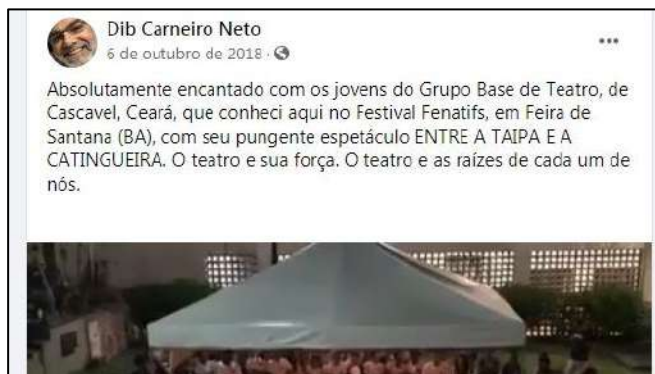 Dib Carneiro Neto
6 de outubro de 2018 ·
Absolutamente encantado com os jovens do Grupo Base de Teatro, de
Cascavel, Ceará, que conheci aqui no Festival Fenatifs, em Feira de
Santana (BA), com seu pungente espetáculo ENTRE A TAIPA E A
CATINGUEIRA. O teatro e sua força. O teatro e as raízes de cada um de
nós.